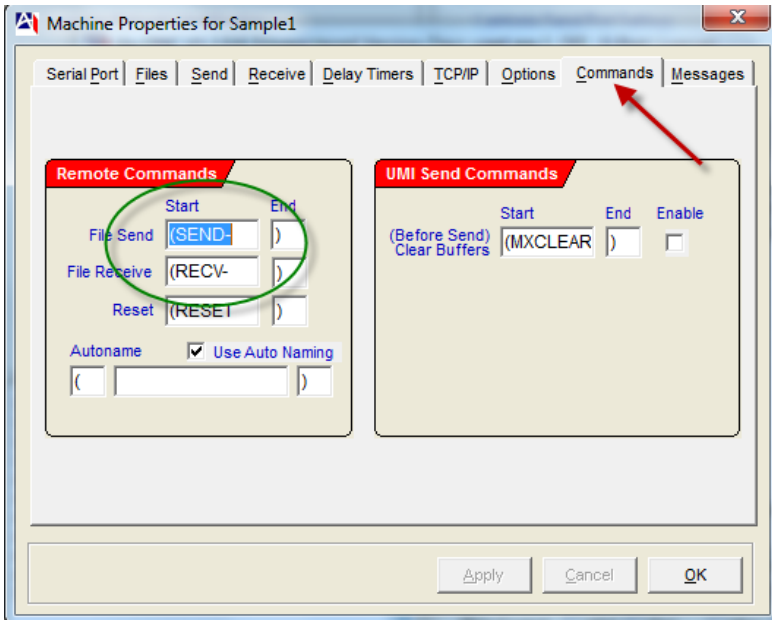 Machine Properties for Sample1
Serial Port Files Send Receive Delay Timers TCP/IP Options Commands Messages
Remote Commands
Start End
File Send (SEND- )
File Receive (RECV- )
Reset (RESET )
Autoname Use Auto Naming
( )
UMI Send Commands
Start End Enable
(Before Send)
Clear Buffers (MXCLEAR )
Apply Cancel OK